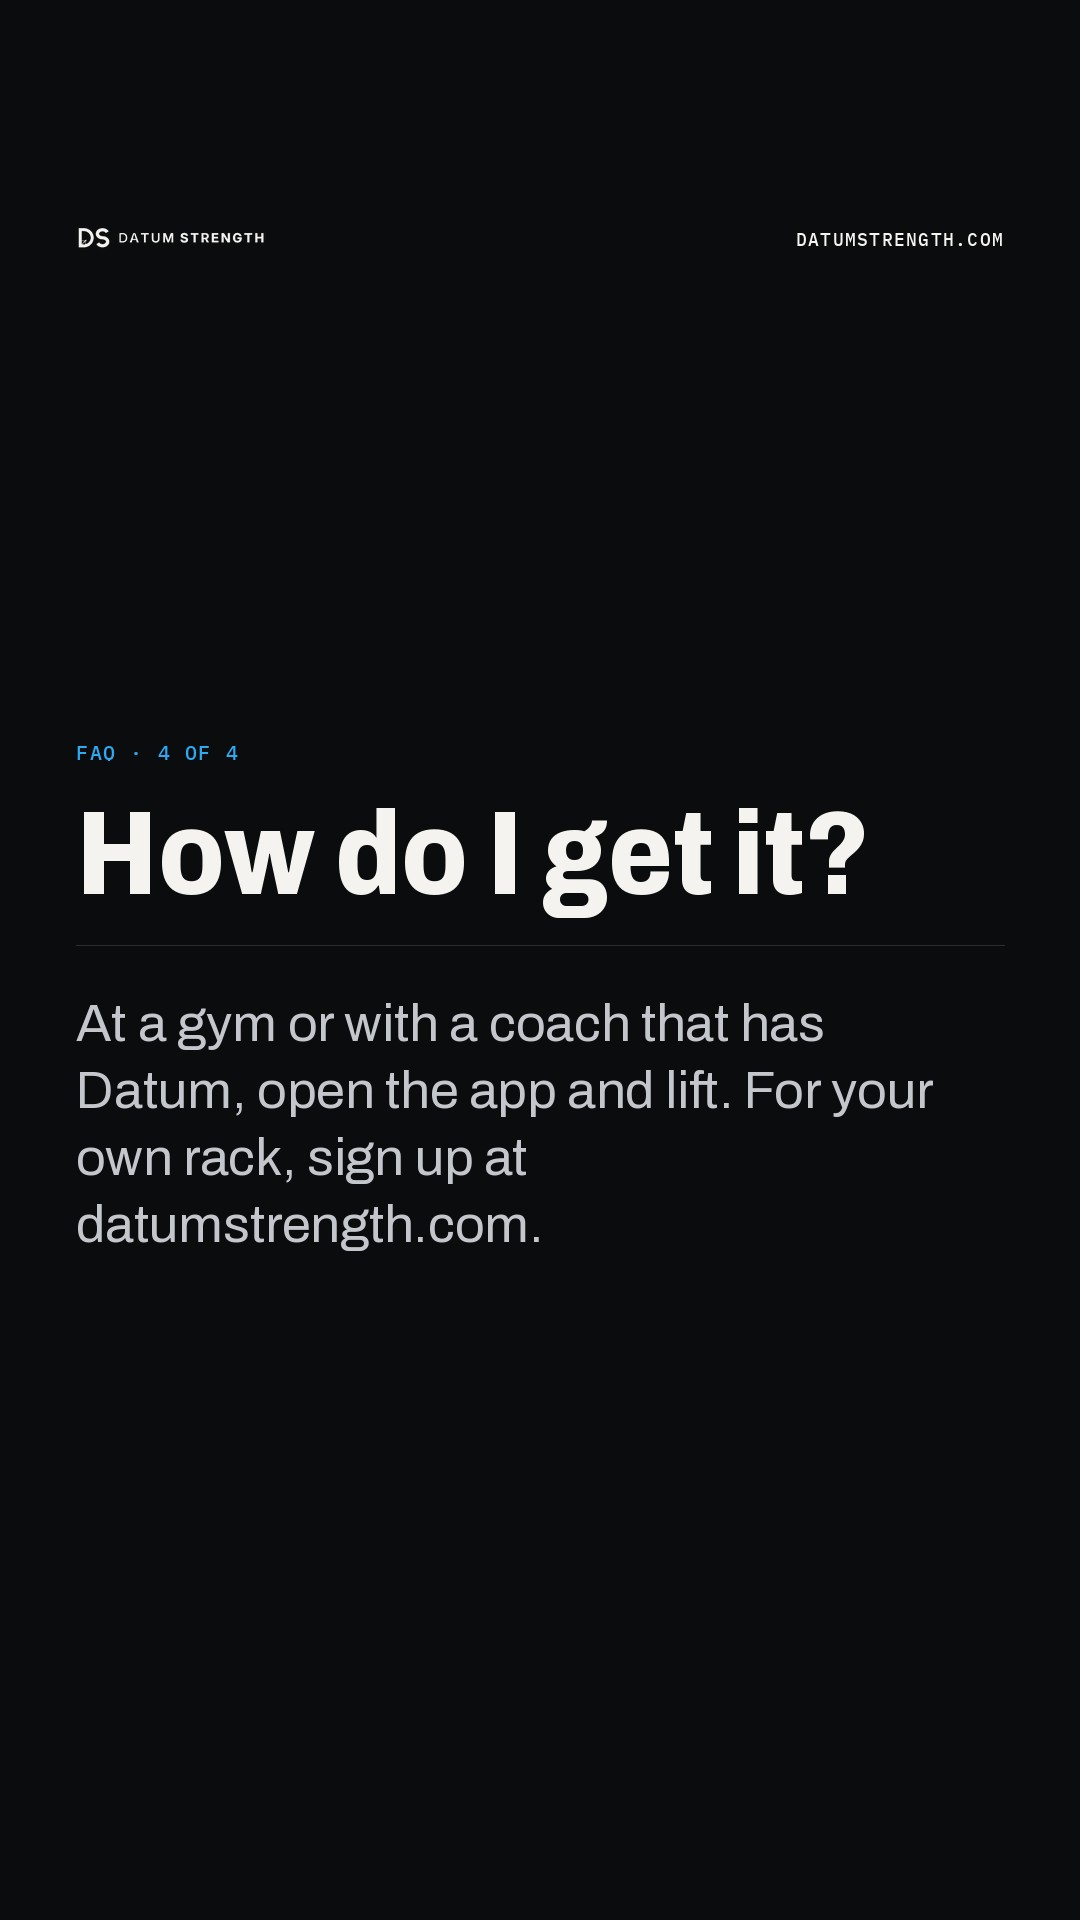 DS DATUM STRENGTH
DATUMSTRENGTH.COM
FAQ · 4 OF 4
How do I get it?
At a gym or with a coach that has
Datum, open the app and lift. For your
own rack, sign up at
datumstrength.com.